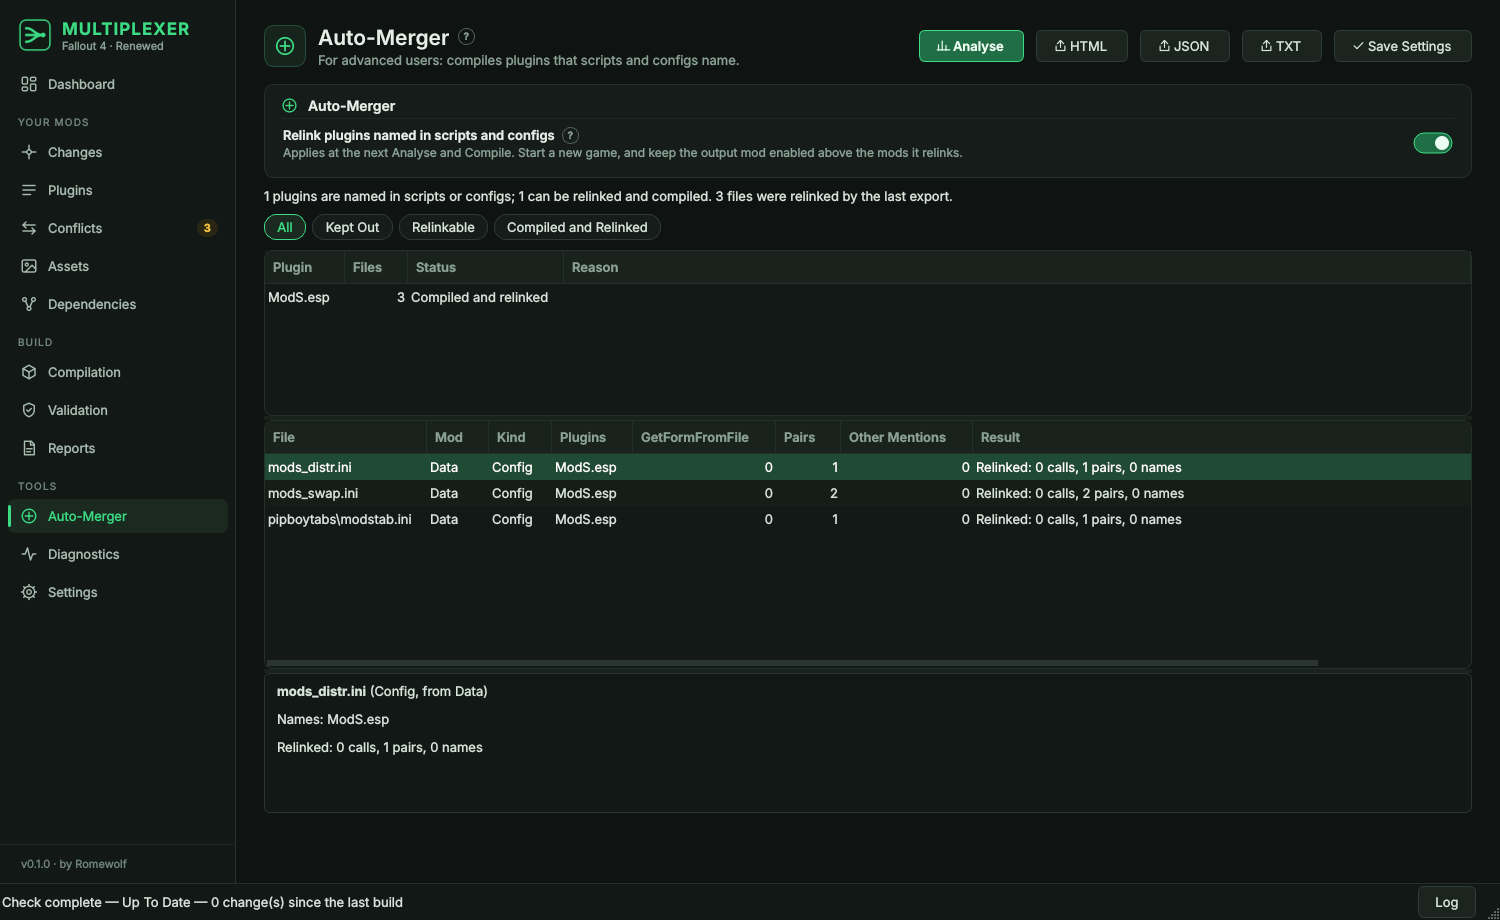 MULTIPLEXER
Fallout 4 · Renewed
Dashboard
YOUR MODS
Changes
Plugins
Conflicts 3
Assets
Dependencies
BUILD
Compilation
Validation
Reports
TOOLS
Auto-Merger
Diagnostics
Settings
v0.1.0 · by Romewolf
Auto-Merger ?
For advanced users: compiles plugins that scripts and configs name.
Analyse HTML JSON TXT Save Settings
Auto-Merger
Relink plugins named in scripts and configs ?
Applies at the next Analyse and Compile. Start a new game, and keep the output mod enabled above the mods it relinks.
1 plugins are named in scripts or configs; 1 can be relinked and compiled. 3 files were relinked by the last export.
All Kept Out Relinkable Compiled and Relinked
Plugin Files Status Reason
ModS.esp 3 Compiled and relinked
File Mod Kind Plugins GetFormFromFile Pairs Other Mentions Result
mods_distr.ini Data Config ModS.esp 0 1 0 Relinked: 0 calls, 1 pairs, 0 names
mods_swap.ini Data Config ModS.esp 0 2 0 Relinked: 0 calls, 2 pairs, 0 names
pipboytabs\modstab.ini Data Config ModS.esp 0 1 0 Relinked: 0 calls, 1 pairs, 0 names
mods_distr.ini (Config, from Data)
Names: ModS.esp
Relinked: 0 calls, 1 pairs, 0 names
Check complete — Up To Date — 0 change(s) since the last build
Log